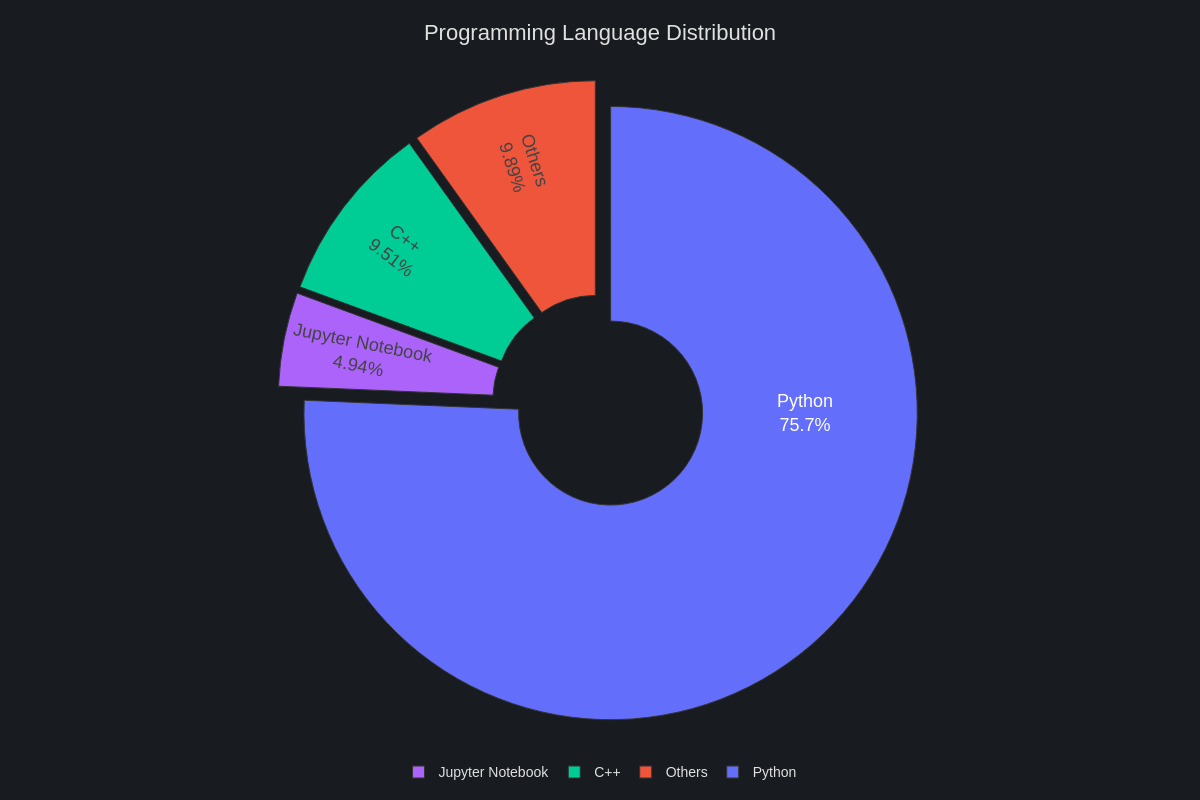 Programming Language Distribution
Others
9.89%
C++
9.51%
Jupyter Notebook
4.94%
Python
75.7%
Jupyter Notebook C++ Others Python